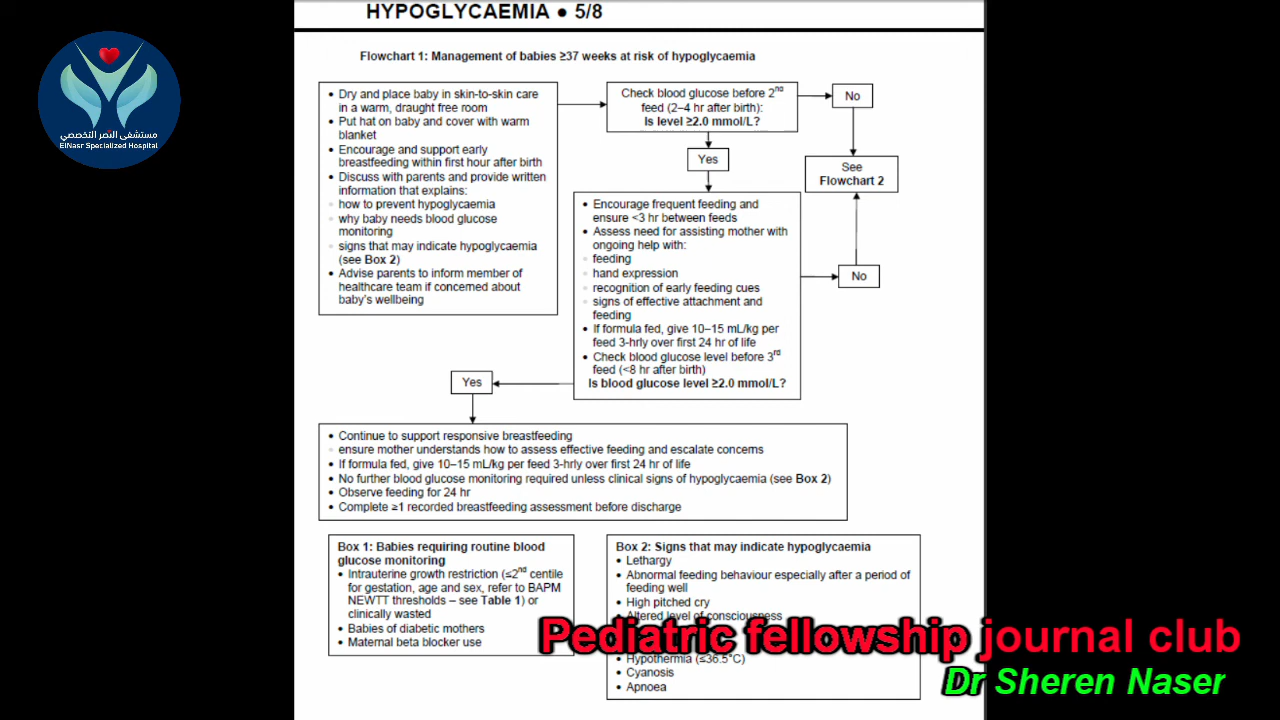 HYPOGLYCAEMIA • 5/8
مستشفى النصر التخصصي
ElNasr Specialized Hospital
Flowchart 1: Management of babies ≥37 weeks at risk of hypoglycaemia
• Dry and place baby in skin-to-skin care
in a warm, draught free room
• Put hat on baby and cover with warm
blanket
• Encourage and support early
breastfeeding within first hour after birth
• Discuss with parents and provide written
information that explains:
how to prevent hypoglycaemia
why baby needs blood glucose
monitoring
signs that may indicate hypoglycaemia
(see Box 2)
• Advise parents to inform member of
healthcare team if concerned about
baby's wellbeing
Check blood glucose before 2nd
feed (2–4 hr after birth):
Is level ≥2.0 mmol/L?
No
Yes
See
Flowchart 2
• Encourage frequent feeding and
ensure <3 hr between feeds
• Assess need for assisting mother with
ongoing help with:
feeding
hand expression
recognition of early feeding cues
signs of effective attachment and
feeding
• If formula fed, give 10–15 mL/kg per
feed 3-hrly over first 24 hr of life
• Check blood glucose level before 3rd
feed (<8 hr after birth)
Is blood glucose level ≥2.0 mmol/L?
No
Yes
• Continue to support responsive breastfeeding
ensure mother understands how to assess effective feeding and escalate concerns
• If formula fed, give 10–15 mL/kg per feed 3-hrly over first 24 hr of life
• No further blood glucose monitoring required unless clinical signs of hypoglycaemia (see Box 2)
• Observe feeding for 24 hr
• Complete ≥1 recorded breastfeeding assessment before discharge
Box 1: Babies requiring routine blood
glucose monitoring
• Intrauterine growth restriction (≤2nd centile
for gestation, age and sex, refer to BAPM
NEWTT thresholds – see Table 1) or
clinically wasted
• Babies of diabetic mothers
• Maternal beta blocker use
Box 2: Signs that may indicate hypoglycaemia
• Lethargy
• Abnormal feeding behaviour especially after a period of
feeding well
• High pitched cry
• Altered level of consciousness
• Hypothermia (≤36.5°C)
• Cyanosis
• Apnoea
Pediatric fellowship journal club
Dr Sheren Naser